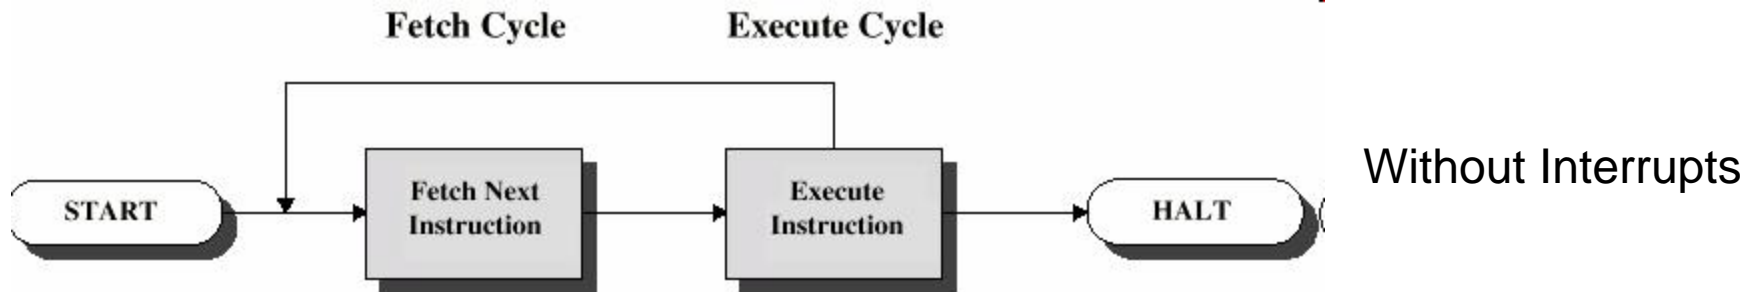 Fetch Cycle Execute Cycle
START
Fetch Next
Instruction
Execute
Instruction
HALT
Without Interrupts